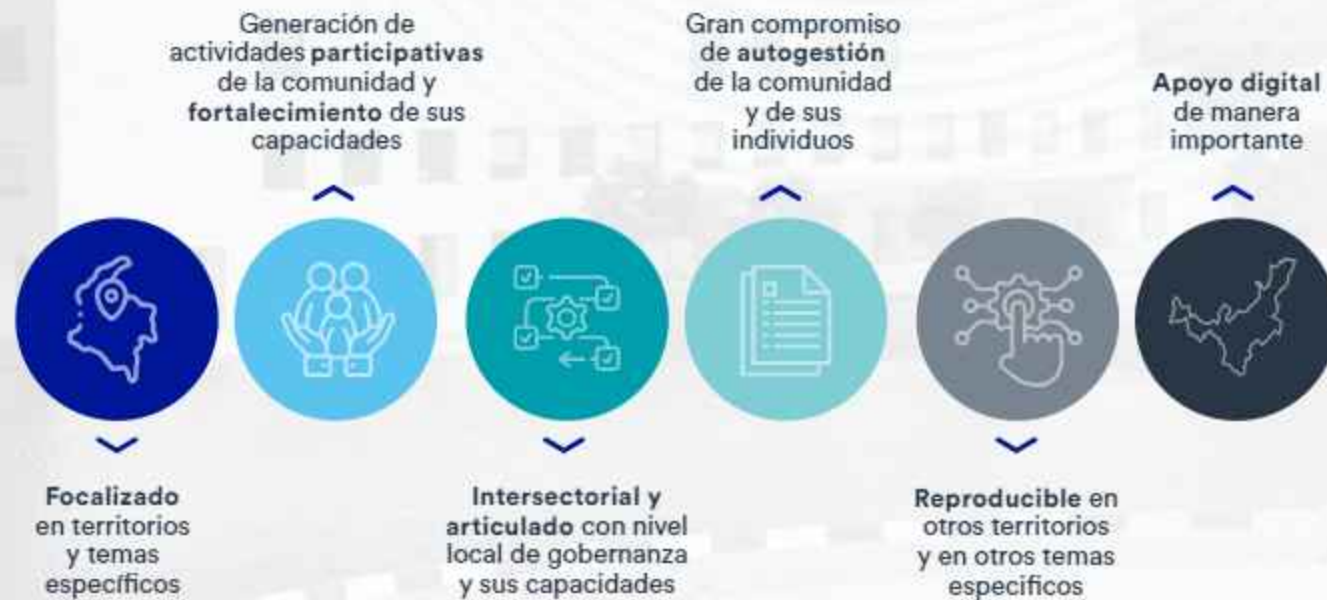 Generación de
actividades participativas
de la comunidad y
fortalecimiento de sus
capacidades
Gran compromiso
de autogestión
de la comunidad
y de sus
individuos
Apoyo digital
de manera
importante
Focalizado
en territorios
y temas
específicos
Intersectorial y
articulado con nivel
local de gobernanza
y sus capacidades
Reproducible en
otros territorios
y en otros temas
especificos